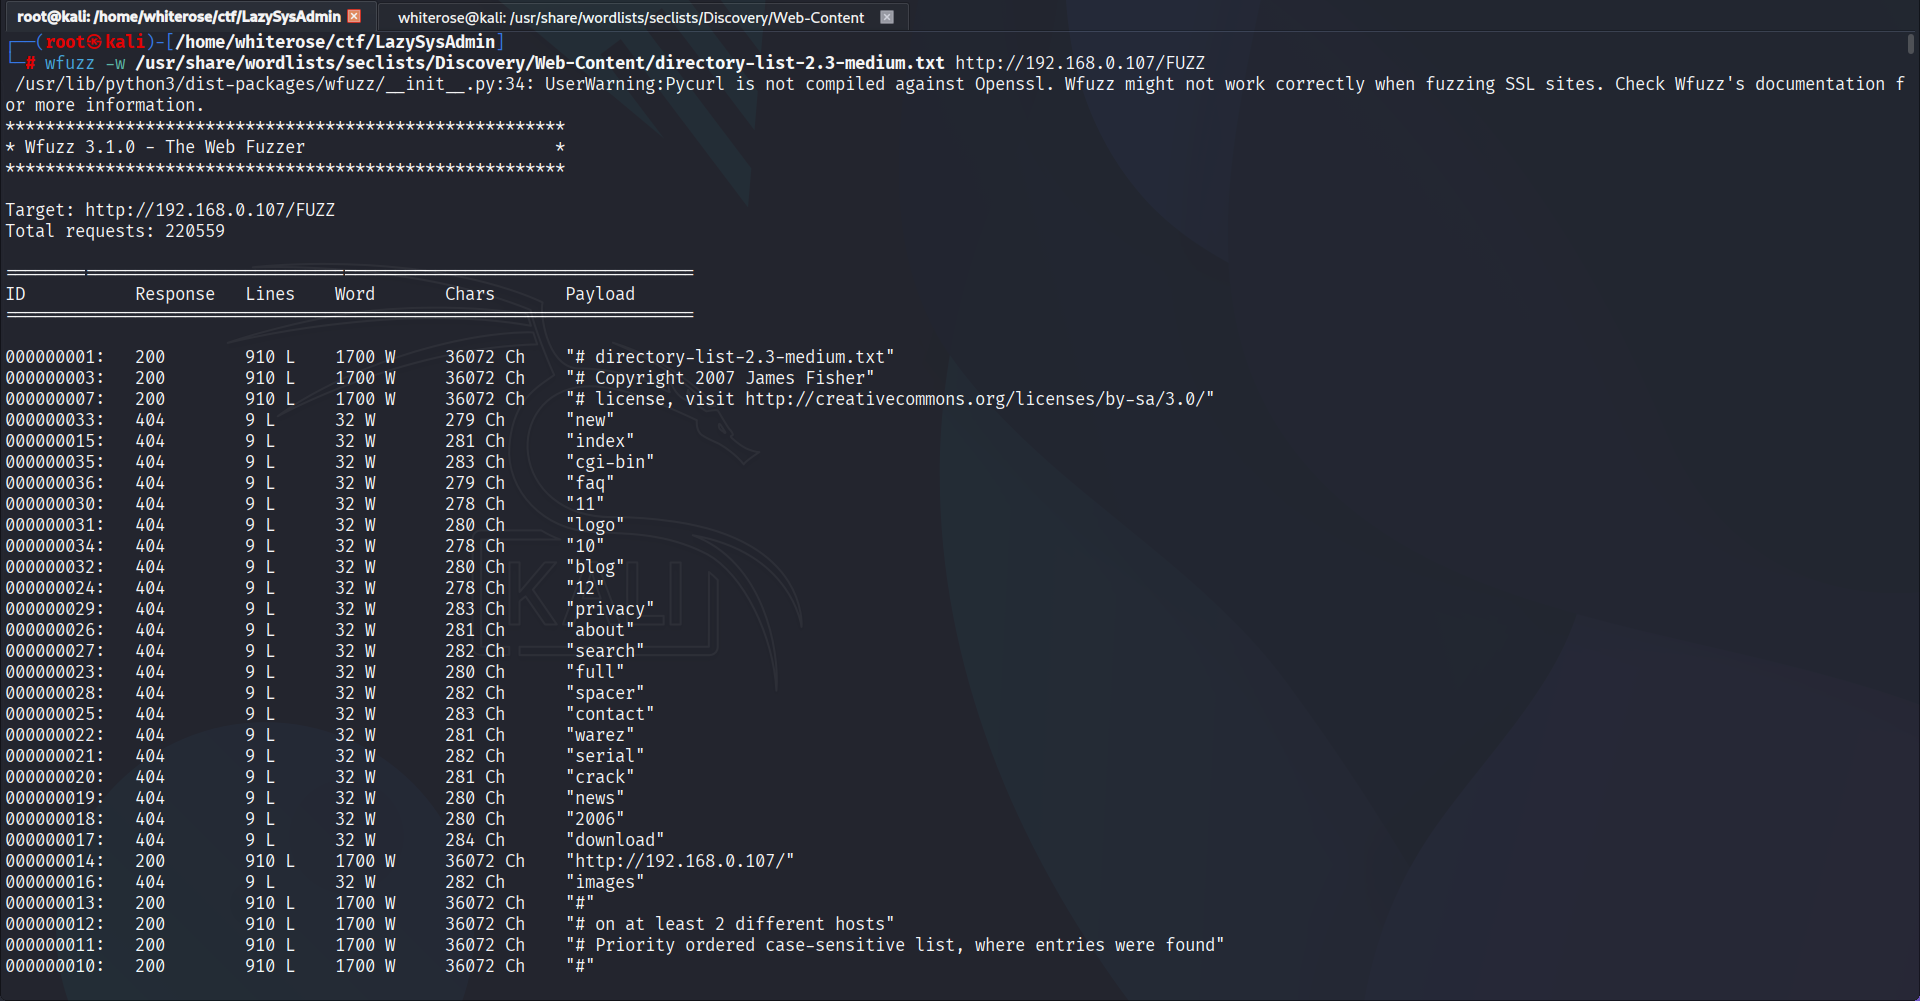 root@kali: /home/whiterose/ctf/LazySysAdmin
whiterose@kali: /usr/share/wordlists/seclists/Discovery/Web-Content
┌──(root㉿kali)-[/home/whiterose/ctf/LazySysAdmin]
└─# wfuzz -w /usr/share/wordlists/seclists/Discovery/Web-Content/directory-list-2.3-medium.txt http://192.168.0.107/FUZZ
/usr/lib/python3/dist-packages/wfuzz/__init__.py:34: UserWarning:Pycurl is not compiled against Openssl. Wfuzz might not work correctly when fuzzing SSL sites. Check Wfuzz's documentation f
or more information.
********************************************************
* Wfuzz 3.1.0 - The Web Fuzzer                         *
********************************************************
Target: http://192.168.0.107/FUZZ
Total requests: 220559
=====================================================================
ID           Response   Lines    Word       Chars       Payload
=====================================================================
000000001:   200        910 L    1700 W     36072 Ch    "# directory-list-2.3-medium.txt"
000000003:   200        910 L    1700 W     36072 Ch    "# Copyright 2007 James Fisher"
000000007:   200        910 L    1700 W     36072 Ch    "# license, visit http://creativecommons.org/licenses/by-sa/3.0/"
000000033:   404        9 L      32 W       279 Ch      "new"
000000015:   404        9 L      32 W       281 Ch      "index"
000000035:   404        9 L      32 W       283 Ch      "cgi-bin"
000000036:   404        9 L      32 W       279 Ch      "faq"
000000030:   404        9 L      32 W       278 Ch      "11"
000000031:   404        9 L      32 W       280 Ch      "logo"
000000034:   404        9 L      32 W       278 Ch      "10"
000000032:   404        9 L      32 W       280 Ch      "blog"
000000024:   404        9 L      32 W       278 Ch      "12"
000000029:   404        9 L      32 W       283 Ch      "privacy"
000000026:   404        9 L      32 W       281 Ch      "about"
000000027:   404        9 L      32 W       282 Ch      "search"
000000023:   404        9 L      32 W       280 Ch      "full"
000000028:   404        9 L      32 W       282 Ch      "spacer"
000000025:   404        9 L      32 W       283 Ch      "contact"
000000022:   404        9 L      32 W       281 Ch      "warez"
000000021:   404        9 L      32 W       282 Ch      "serial"
000000020:   404        9 L      32 W       281 Ch      "crack"
000000019:   404        9 L      32 W       280 Ch      "news"
000000018:   404        9 L      32 W       280 Ch      "2006"
000000017:   404        9 L      32 W       284 Ch      "download"
000000014:   200        910 L    1700 W     36072 Ch    "http://192.168.0.107/"
000000016:   404        9 L      32 W       282 Ch      "images"
000000013:   200        910 L    1700 W     36072 Ch    "#"
000000012:   200        910 L    1700 W     36072 Ch    "# on at least 2 different hosts"
000000011:   200        910 L    1700 W     36072 Ch    "# Priority ordered case-sensitive list, where entries were found"
000000010:   200        910 L    1700 W     36072 Ch    "#"
KALI